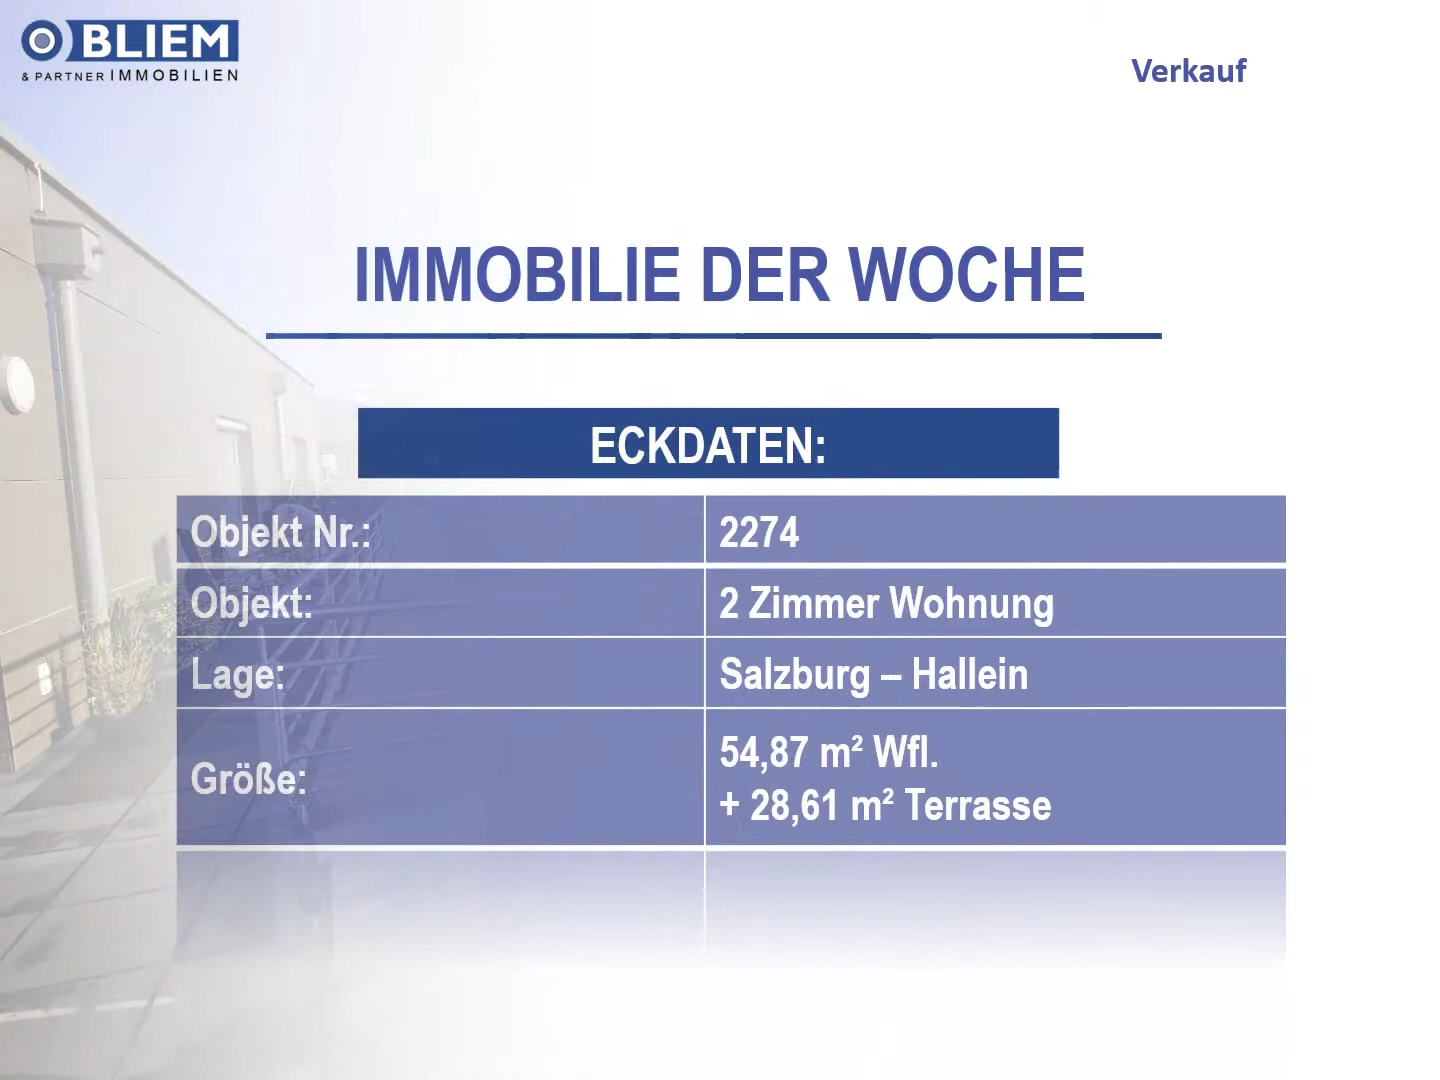 BLIEM
& PARTNER IMMOBILIEN
Verkauf
IMMOBILIE DER WOCHE
ECKDATEN:
Objekt Nr.: 2274
Objekt: 2 Zimmer Wohnung
Lage: Salzburg – Hallein
Größe: 54,87 m² Wfl.
+ 28,61 m² Terrasse